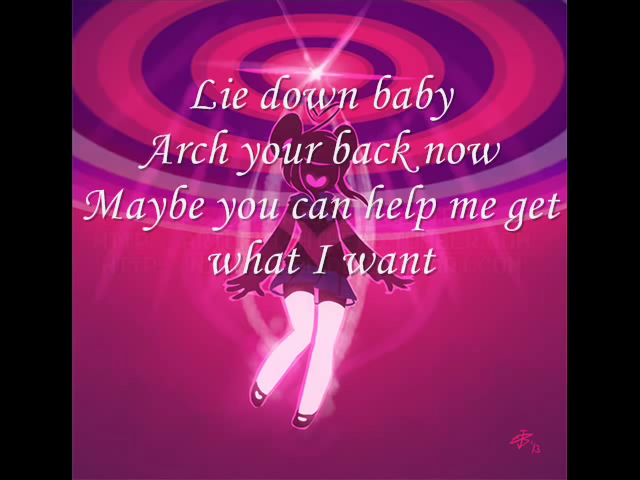 Lie down baby
Arch your back now
Maybe you can help me get
what I want